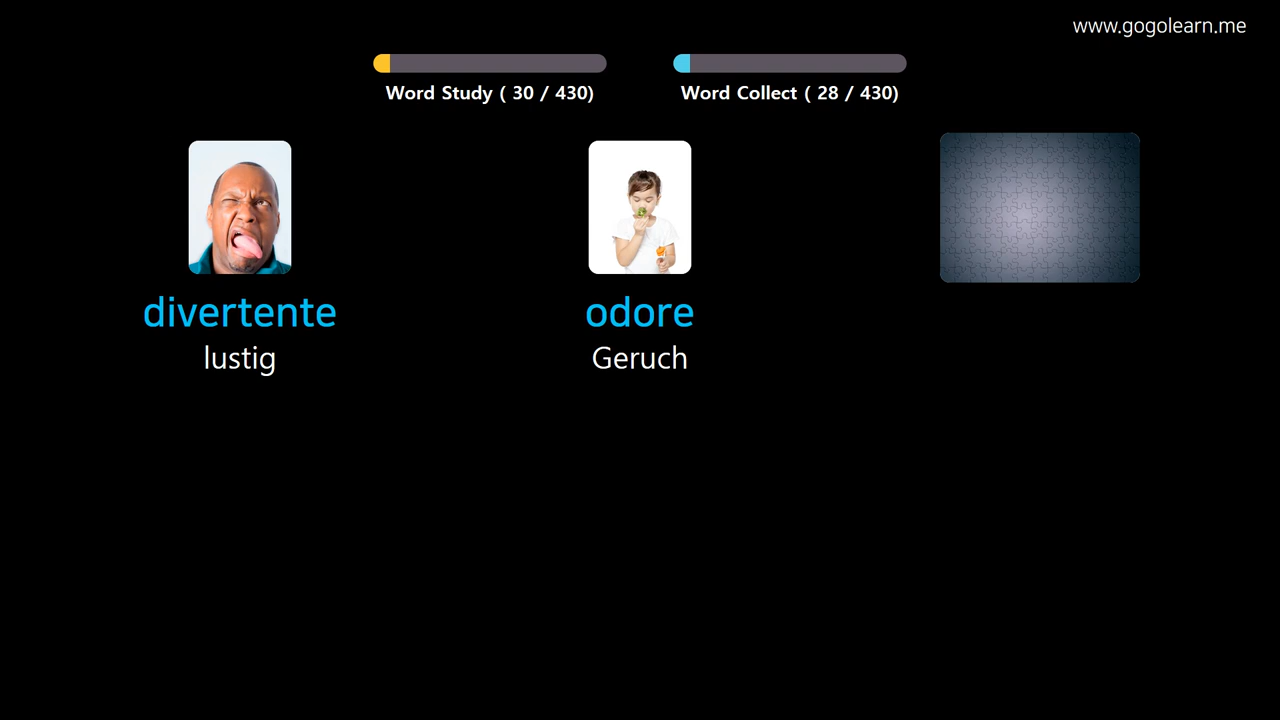 www.gogolearn.me
Word Study ( 30 / 430)
Word Collect ( 28 / 430)
divertente
lustig
odore
Geruch